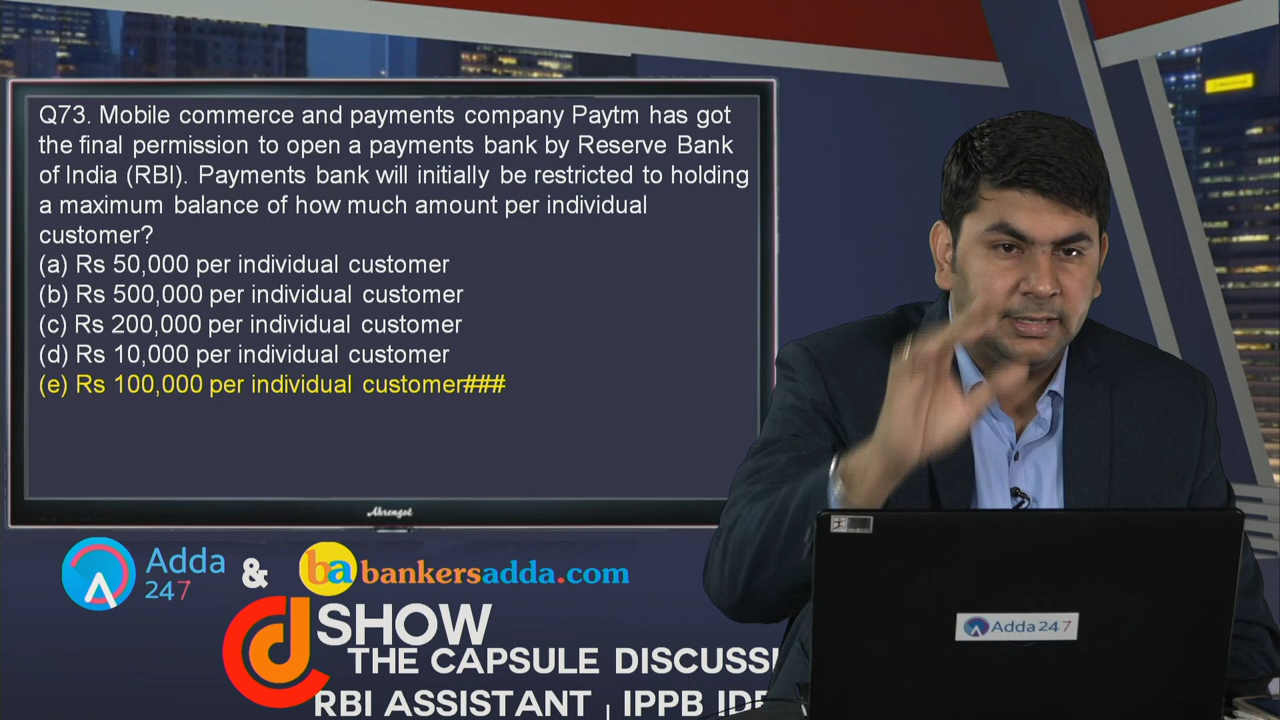 Q73. Mobile commerce and payments company Paytm has got
the final permission to open a payments bank by Reserve Bank
of India (RBI). Payments bank will initially be restricted to holding
a maximum balance of how much amount per individual
customer?
(a) Rs 50,000 per individual customer
(b) Rs 500,000 per individual customer
(c) Rs 200,000 per individual customer
(d) Rs 10,000 per individual customer
(e) Rs 100,000 per individual customer###
Ahrengot
Adda
247
&
ba bankersadda.com
cd SHOW
THE CAPSULE DISCUSSI
RBI ASSISTANT | IPPB
Adda247